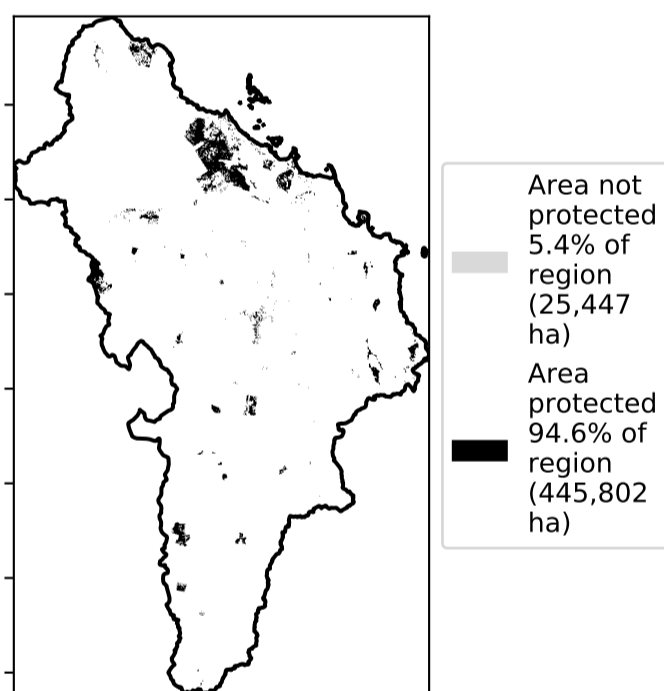 Area not
protected
5.4% of
region
(25,447
ha)
Area
protected
94.6% of
region
(445,802
ha)